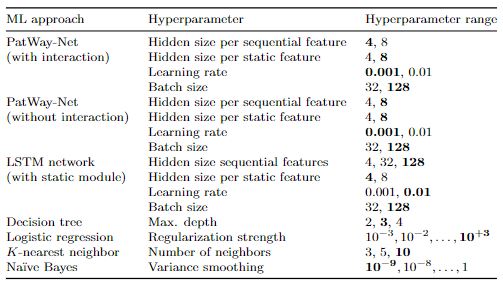 ML approach Hyperparameter Hyperparameter range
PatWay-Net Hidden size per sequential feature 4, 8
(with interaction) Hidden size per static feature 4, 8
Learning rate 0.001, 0.01
Batch size 32, 128
PatWay-Net Hidden size per sequential feature 4, 8
(without interaction) Hidden size per static feature 4, 8
Learning rate 0.001, 0.01
Batch size 32, 128
LSTM network Hidden size sequential features 4, 32, 128
(with static module) Hidden size per static feature 4, 8
Learning rate 0.001, 0.01
Batch size 32, 128
Decision tree Max. depth 2, 3, 4
Logistic regression Regularization strength 10⁻³, 10⁻², . . . , 10⁺³
K-nearest neighbor Number of neighbors 3, 5, 10
Naïve Bayes Variance smoothing 10⁻⁹, 10⁻⁸, . . . , 1